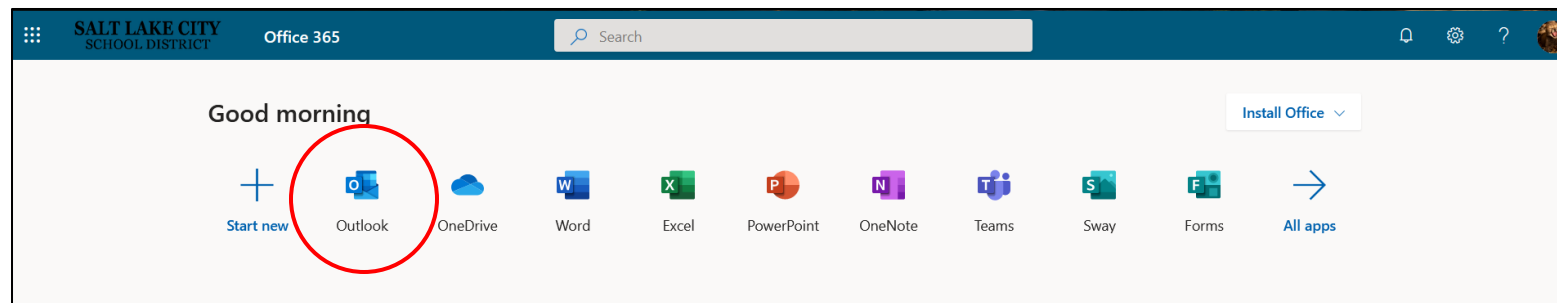 SALT LAKE CITY
SCHOOL DISTRICT
Office 365
Search
?
Good morning
Install Office
Start new
Outlook
OneDrive
Word
Excel
PowerPoint
OneNote
Teams
Sway
Forms
All apps